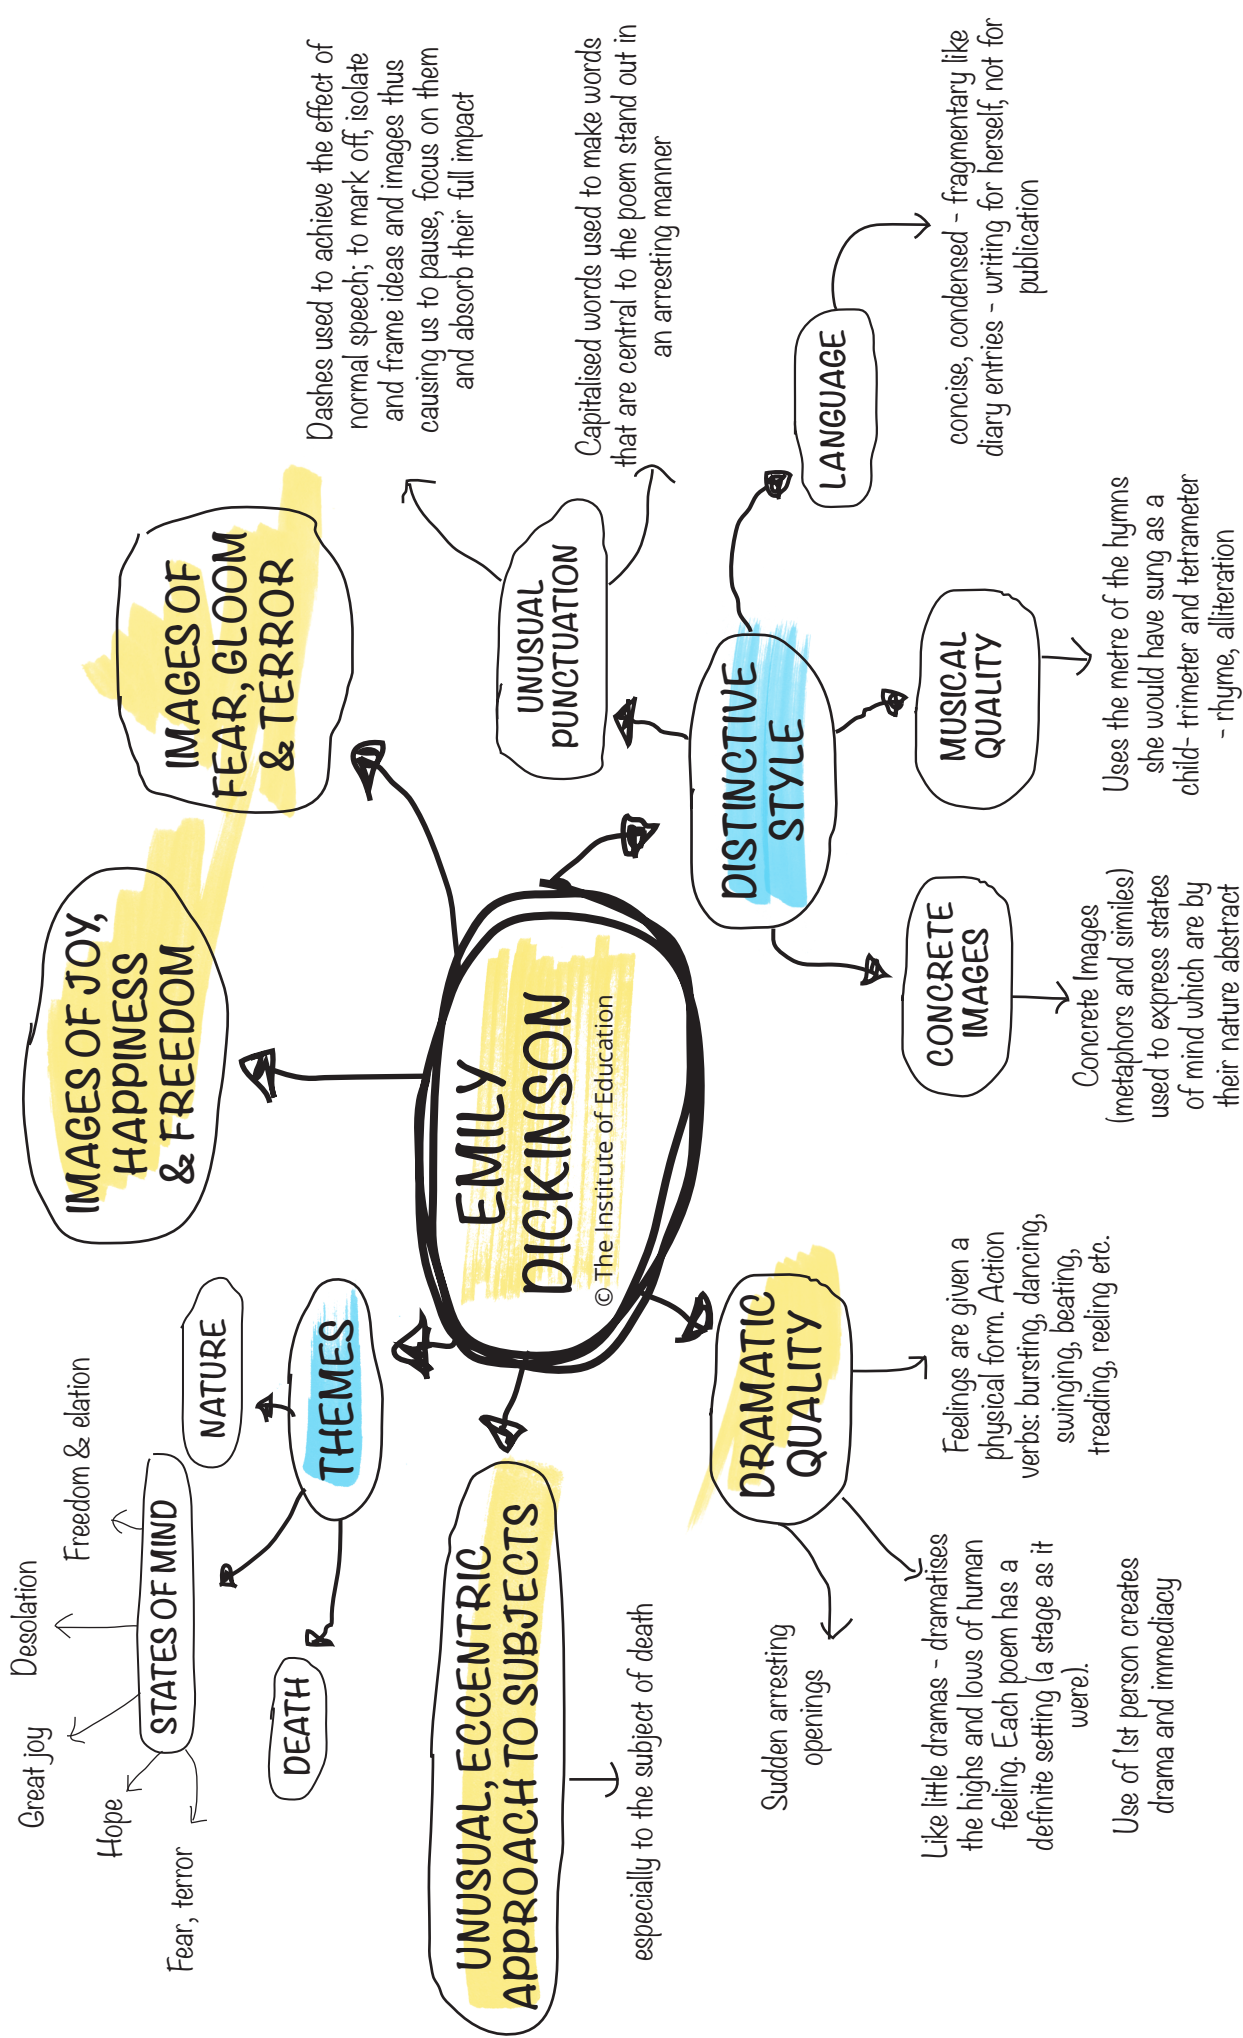 EMILY
DICKINSON
© The Institute of Education
THEMES
NATURE
STATES OF MIND
Freedom & elation
Desolation
Great joy
Hope
Fear, terror
DEATH
IMAGES OF JOY,
HAPPINESS
& FREEDOM
IMAGES OF
FEAR, GLOOM
& TERROR
UNUSUAL, ECCENTRIC
APPROACH TO SUBJECTS
especially to the subject of death
DRAMATIC
QUALITY
Sudden arresting
openings
Like little dramas - dramatises
the highs and lows of human
feeling. Each poem has a
definite setting (a stage as it
were).
Use of 1st person creates
drama and immediacy
Feelings are given a
physical form. Action
verbs: bursting, dancing,
swinging, beating,
treading, reeling etc.
DISTINCTIVE
STYLE
UNUSUAL
PUNCTUATION
Dashes used to achieve the effect of
normal speech; to mark off, isolate
and frame ideas and images thus
causing us to pause, focus on them
and absorb their full impact
Capitalised words used to make words
that are central to the poem stand out in
an arresting manner
LANGUAGE
concise, condensed - fragmentary like
diary entries - writing for herself, not for
publication
MUSICAL
QUALITY
Uses the metre of the hymns
she would have sung as a
child- trimeter and tetrameter
- rhyme, alliteration
CONCRETE
IMAGES
Concrete Images
(metaphors and similes)
used to express states
of mind which are by
their nature abstract